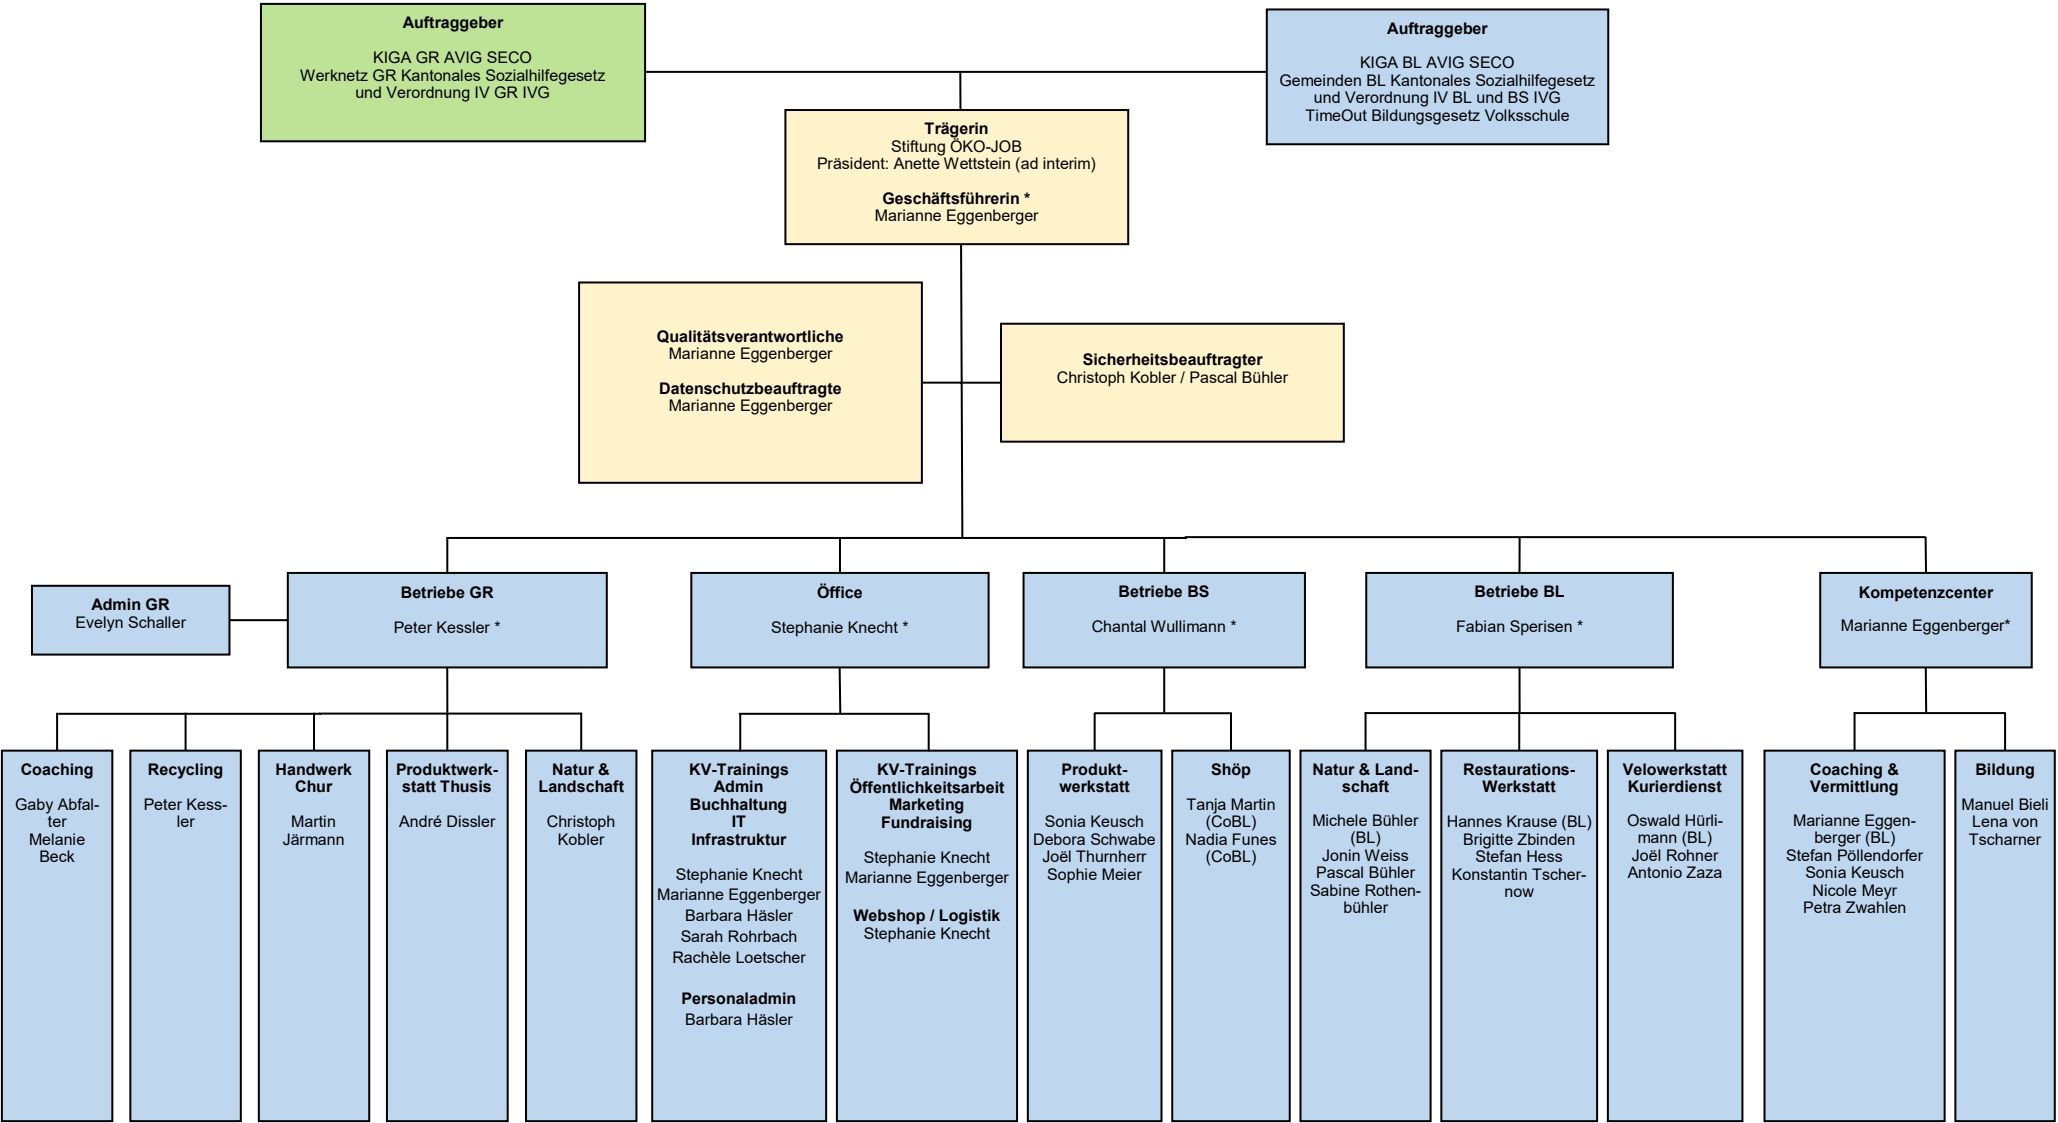 Auftraggeber
KIGA GR AVIG SECO
Werknetz GR Kantonales Sozialhilfegesetz
und Verordnung IV GR IVG
Auftraggeber
KIGA BL AVIG SECO
Gemeinden BL Kantonales Sozialhilfegesetz
und Verordnung IV BL und BS IVG
TimeOut Bildungsgesetz Volksschule
Trägerin
Stiftung ÖKO-JOB
Präsident: Anette Wettstein (ad interim)
Geschäftsführerin *
Marianne Eggenberger
Qualitätsverantwortliche
Marianne Eggenberger
Datenschutzbeauftragte
Marianne Eggenberger
Sicherheitsbeauftragter
Christoph Kobler / Pascal Bühler
Admin GR
Evelyn Schaller
Betriebe GR
Peter Kessler *
Öffice
Stephanie Knecht *
Betriebe BS
Chantal Wullimann *
Betriebe BL
Fabian Sperisen *
Kompetenzcenter
Marianne Eggenberger*
Coaching
Gaby Abfal-
ter
Melanie
Beck
Recycling
Peter Kess-
ler
Handwerk
Chur
Martin
Järmann
Produktwerk-
statt Thusis
André Dissler
Natur &
Landschaft
Christoph
Kobler
KV-Trainings
Admin
Buchhaltung
IT
Infrastruktur
Stephanie Knecht
Marianne Eggenberger
Barbara Häsler
Sarah Rohrbach
Rachèle Loetscher
Personaladmin
Barbara Häsler
KV-Trainings
Öffentlichkeitsarbeit
Marketing
Fundraising
Stephanie Knecht
Marianne Eggenberger
Webshop / Logistik
Stephanie Knecht
Produkt-
werkstatt
Sonia Keusch
Debora Schwabe
Joël Thurnherr
Sophie Meier
Shöp
Tanja Martin
(CoBL)
Nadia Funes
(CoBL)
Natur & Land-
schaft
Michele Bühler
(BL)
Jonin Weiss
Pascal Bühler
Sabine Rothen-
bühler
Restaurations-
Werkstatt
Hannes Krause (BL)
Brigitte Zbinden
Stefan Hess
Konstantin Tscher-
now
Velowerkstatt
Kurierdienst
Oswald Hürli-
mann (BL)
Joël Rohner
Antonio Zaza
Coaching &
Vermittlung
Marianne Eggen-
berger (BL)
Stefan Pöllendorfer
Sonia Keusch
Nicole Meyr
Petra Zwahlen
Bildung
Manuel Bieli
Lena von
Tscharner